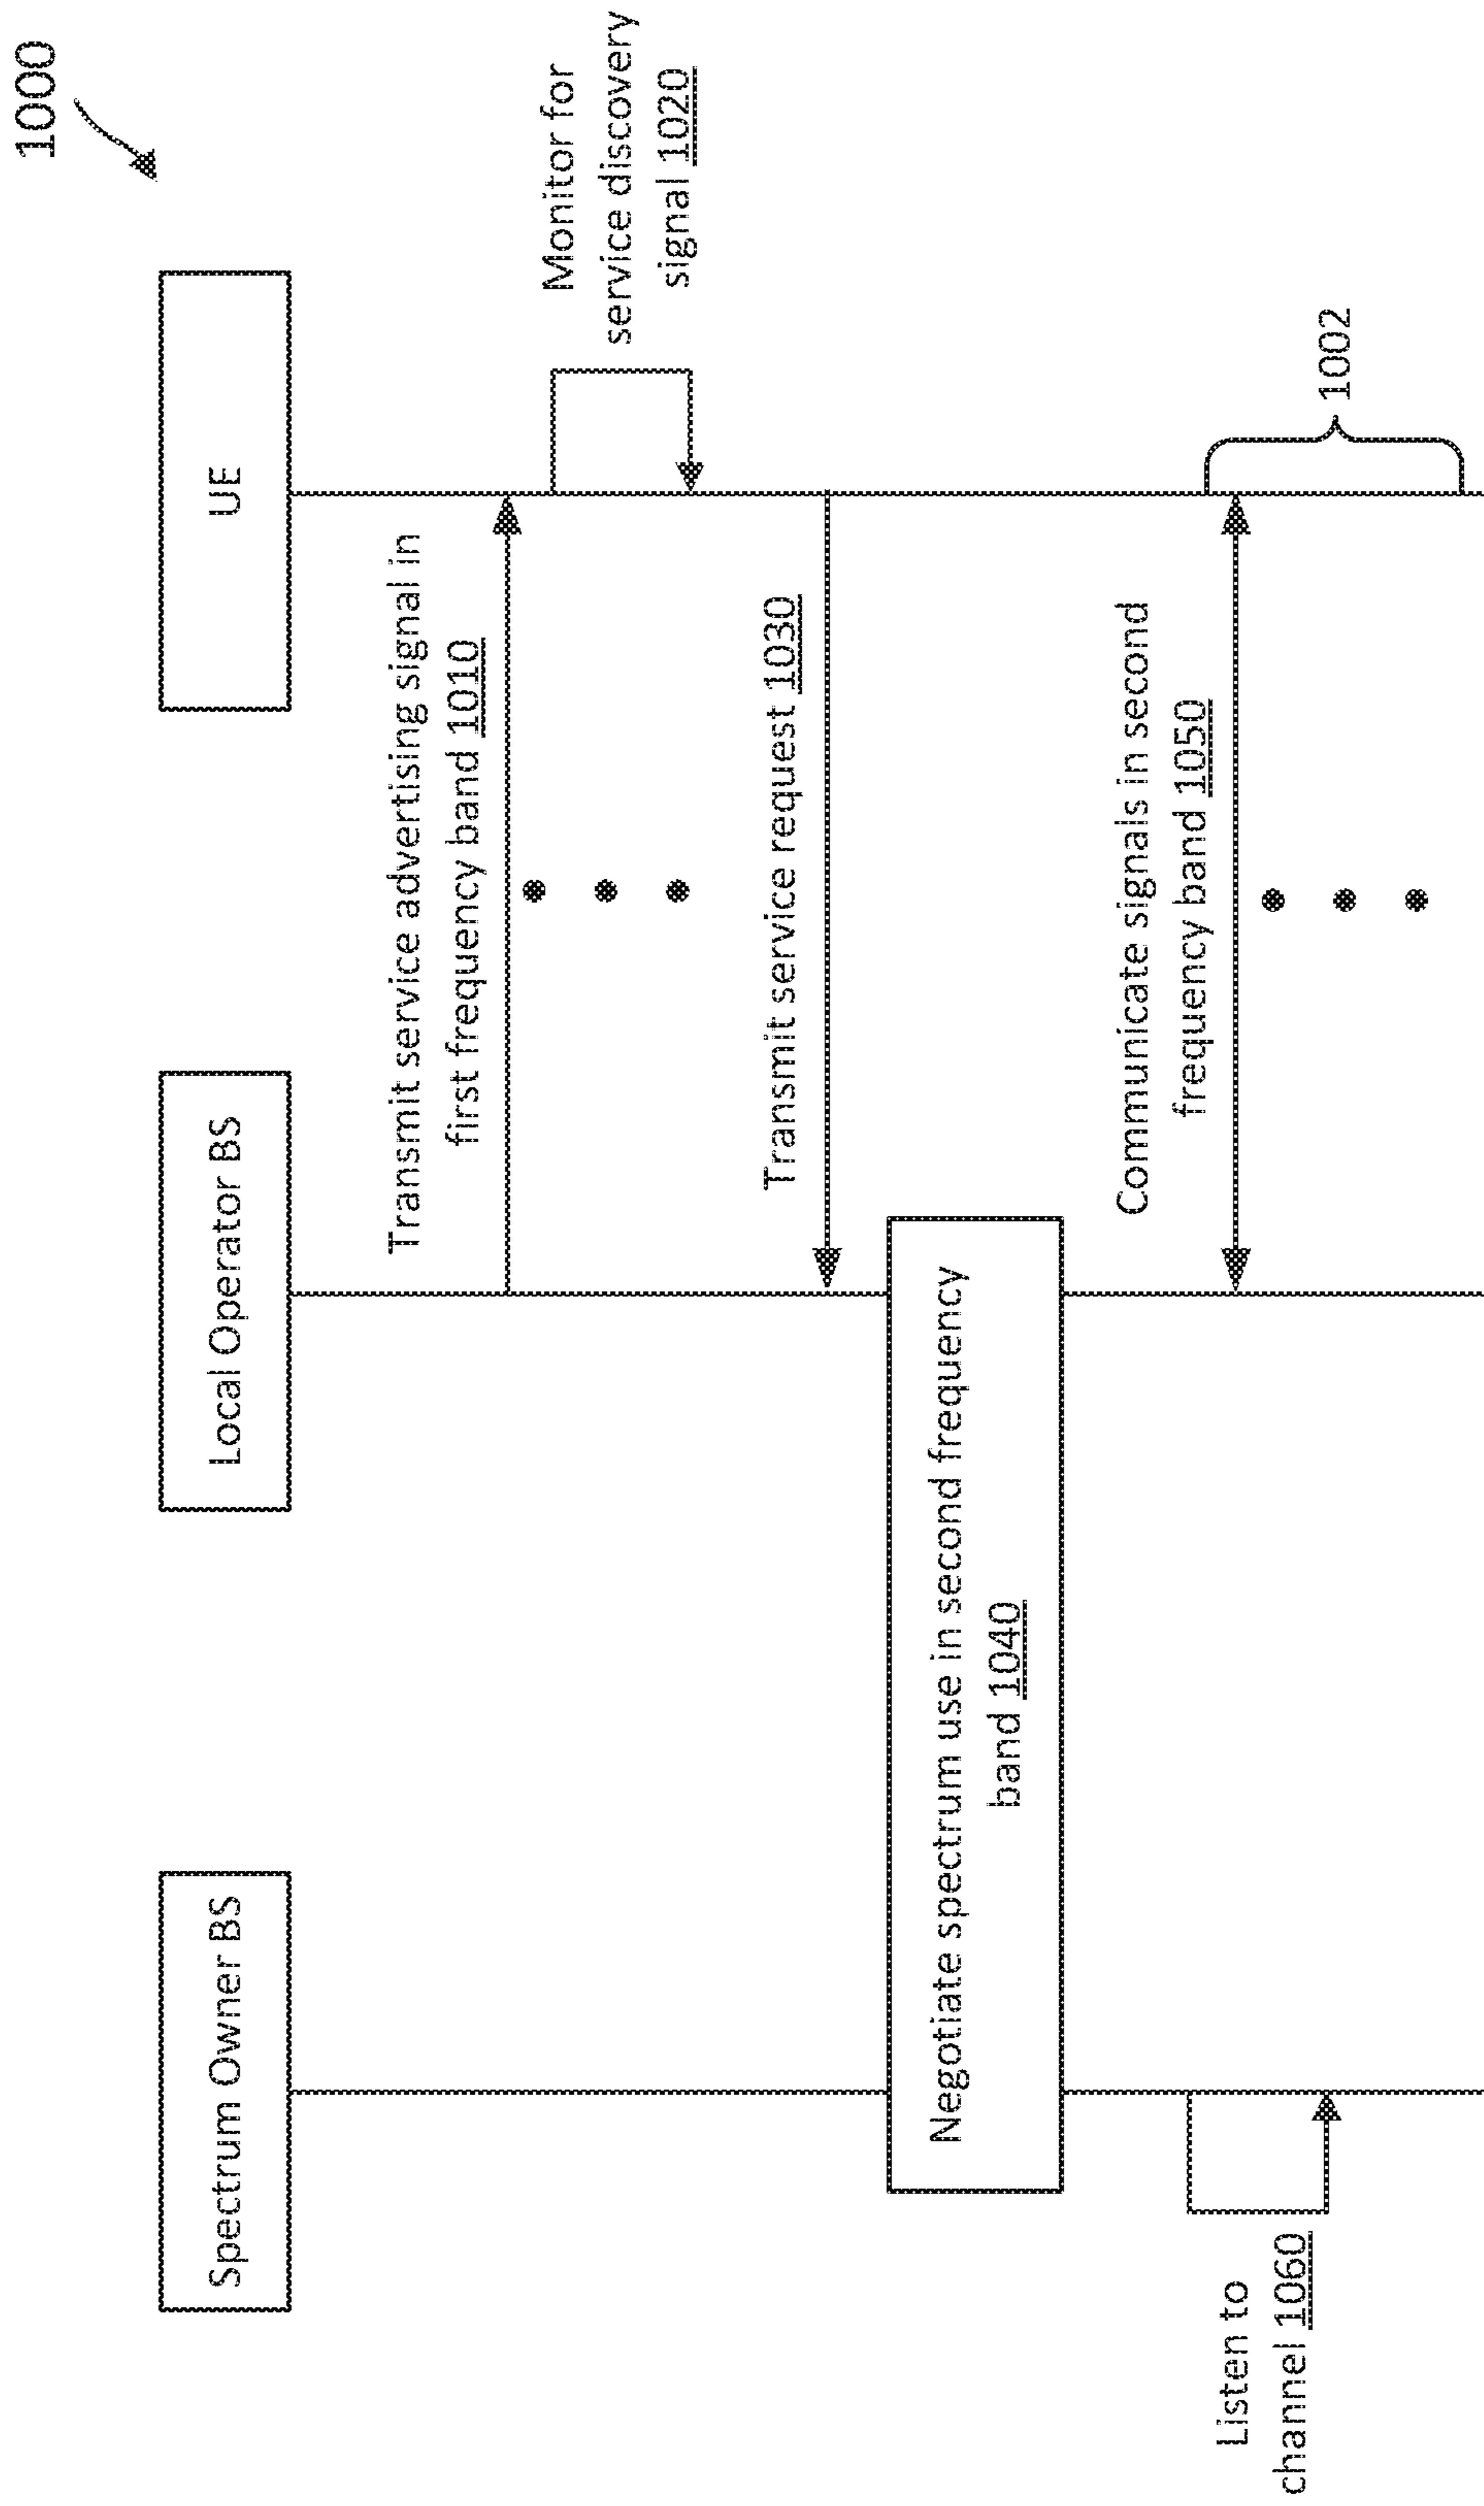 1000
Spectrum Owner BS
Local Operator BS
UE
Transmit service advertising signal in
first frequency band 1010
Monitor for
service discovery
signal 1020
Transmit service request 1030
Negotiate spectrum use in second frequency
band 1040
Communicate signals in second
frequency band 1050
Listen to
channel 1060
1002